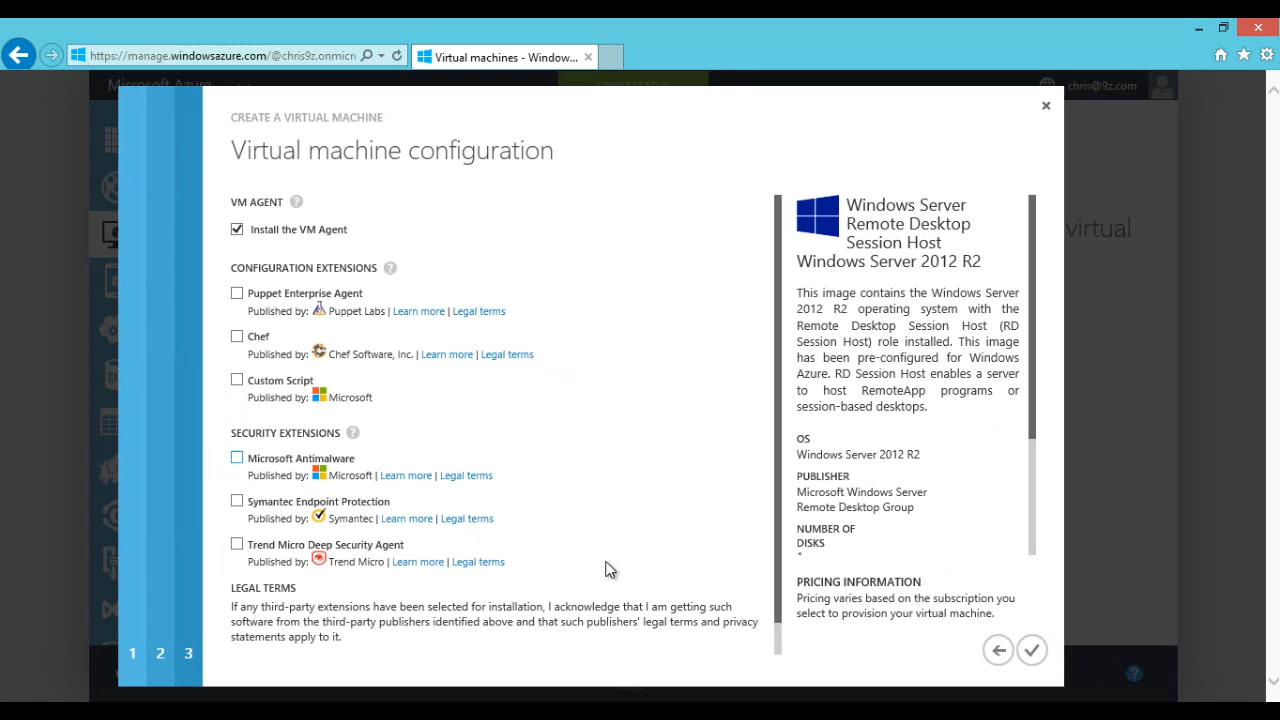 https://manage.windowsazure.com/@chris9z.onmicrc
Virtual machines - Window...
Microsoft Azure
chris@9z.com
CREATE A VIRTUAL MACHINE
Virtual machine configuration
VM AGENT ?
Install the VM Agent
CONFIGURATION EXTENSIONS ?
Puppet Enterprise Agent
Published by: Puppet Labs | Learn more | Legal terms
Chef
Published by: Chef Software, Inc. | Learn more | Legal terms
Custom Script
Published by: Microsoft
SECURITY EXTENSIONS ?
Microsoft Antimalware
Published by: Microsoft | Learn more | Legal terms
Symantec Endpoint Protection
Published by: Symantec | Learn more | Legal terms
Trend Micro Deep Security Agent
Published by: Trend Micro | Learn more | Legal terms
LEGAL TERMS
If any third-party extensions have been selected for installation, I acknowledge that I am getting such
software from the third-party publishers identified above and that such publishers' legal terms and privacy
statements apply to it.
Windows Server
Remote Desktop
Session Host
Windows Server 2012 R2
This image contains the Windows Server
2012 R2 operating system with the
Remote Desktop Session Host (RD
Session Host) role installed. This image
has been pre-configured for Windows
Azure. RD Session Host enables a server
to host RemoteApp programs or
session-based desktops.
OS
Windows Server 2012 R2
PUBLISHER
Microsoft Windows Server
Remote Desktop Group
NUMBER OF
DISKS
PRICING INFORMATION
Pricing varies based on the subscription you
select to provision your virtual machine.
virtual
1 2 3
?